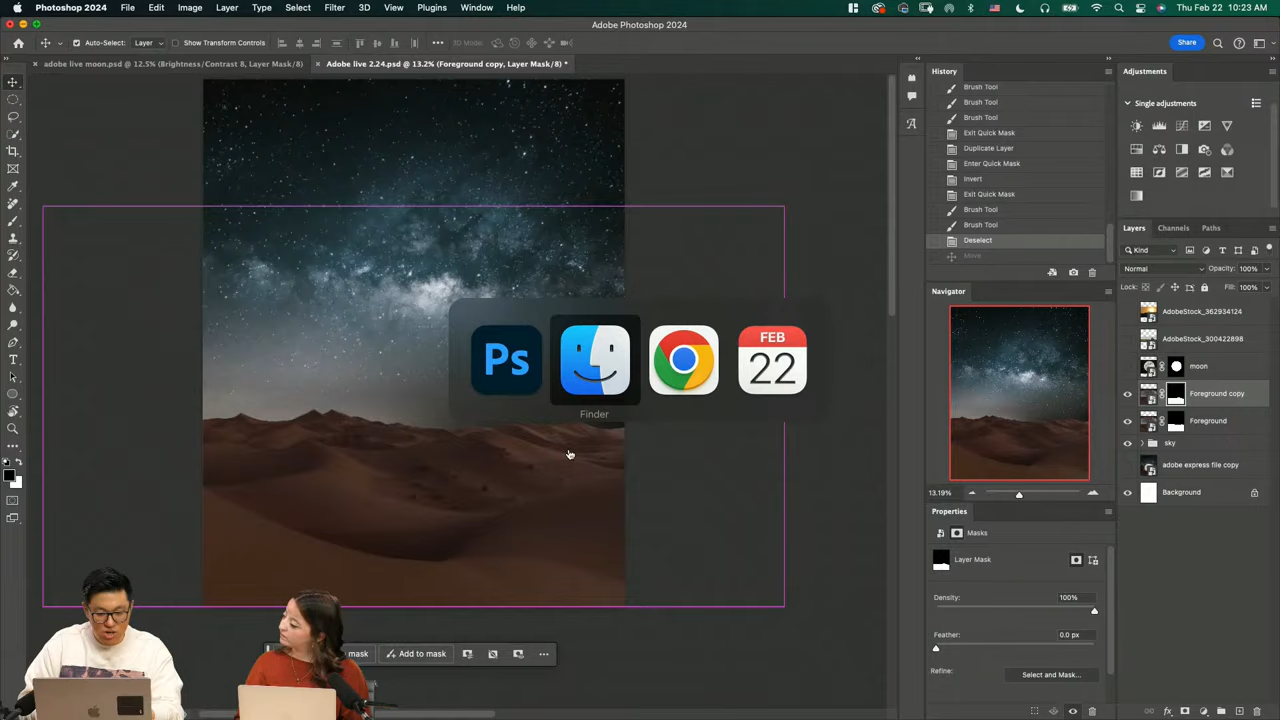 Photoshop 2024 File Edit Image Layer Type Select Filter 3D View Plugins Window Help
Thu Feb 22 10:23 AM
Adobe Photoshop 2024
Auto-Select: Layer Show Transform Controls 3D Mode:
Share
adobe live moon.psd @ 12.5% (Brightness/Contrast 8, Layer Mask/8)
Adobe live 2.24.psd @ 13.2% (Foreground copy, Layer Mask/8) *
History
Brush Tool
Brush Tool
Brush Tool
Exit Quick Mask
Duplicate Layer
Enter Quick Mask
Invert
Exit Quick Mask
Brush Tool
Brush Tool
Deselect
Move
Navigator
13.19%
Properties
Masks
Layer Mask
Density: 100%
Feather: 0.0 px
Refine: Select and Mask...
Adjustments
Single adjustments
Layers Channels Paths
Kind
Normal Opacity: 100%
Lock: Fill: 100%
AdobeStock_362934124
AdobeStock_300422898
moon
Foreground copy
Foreground
sky
adobe express file copy
Background
Ps
FEB
22
Finder
mask Add to mask